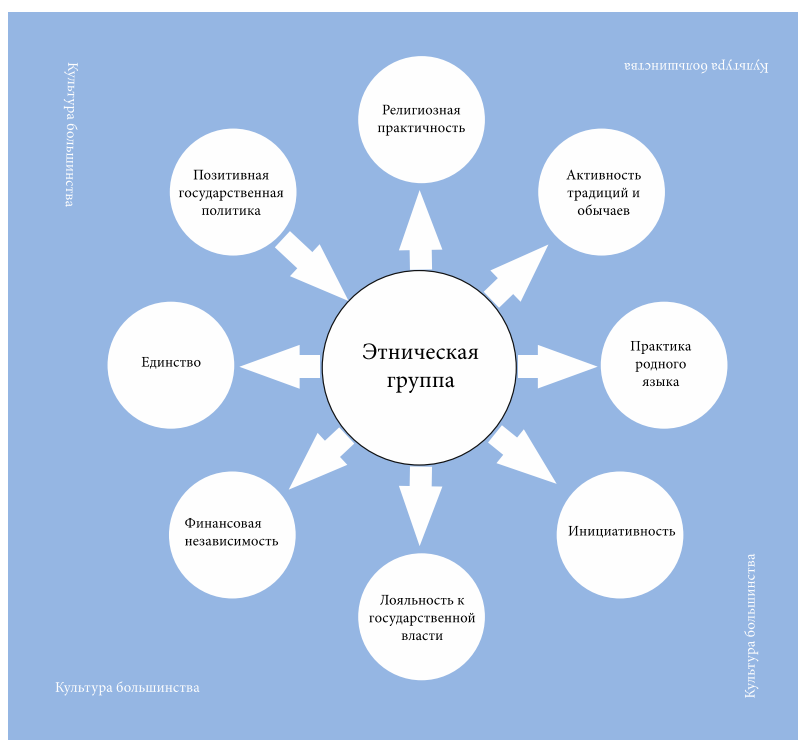 Культура большинства
Культура большинства
Религиозная
практичность
Позитивная
государственная
политика
Активность
традиций и
обычаев
Этническая
группа
Единство
Практика
родного
языка
Финансовая
независимость
Инициативность
Лояльность к
государственной
власти
Культура большинства
Культура большинства